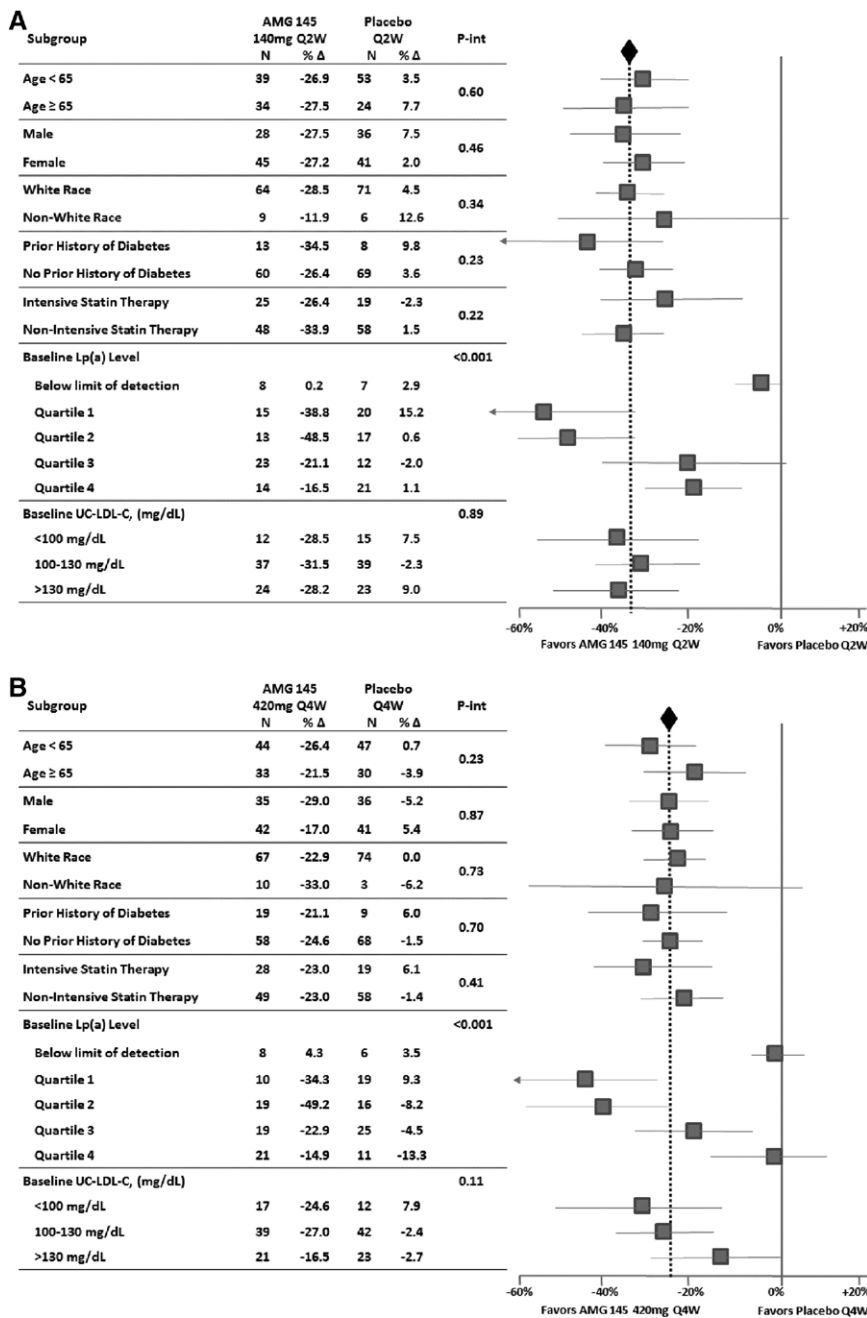 A
Subgroup AMG 145 140mg Q2W Placebo Q2W P-int
N % Δ N % Δ
Age < 65 39 -26.9 53 3.5 0.60
Age ≥ 65 34 -27.5 24 7.7
Male 28 -27.5 36 7.5 0.46
Female 45 -27.2 41 2.0
White Race 64 -28.5 71 4.5 0.34
Non-White Race 9 -11.9 6 12.6
Prior History of Diabetes 13 -34.5 8 9.8 0.23
No Prior History of Diabetes 60 -26.4 69 3.6
Intensive Statin Therapy 25 -26.4 19 -2.3 0.22
Non-Intensive Statin Therapy 48 -33.9 58 1.5
Baseline Lp(a) Level <0.001
Below limit of detection 8 0.2 7 2.9
Quartile 1 15 -38.8 20 15.2
Quartile 2 13 -48.5 17 0.6
Quartile 3 23 -21.1 12 -2.0
Quartile 4 14 -16.5 21 1.1
Baseline UC-LDL-C, (mg/dL) 0.89
<100 mg/dL 12 -28.5 15 7.5
100-130 mg/dL 37 -31.5 39 -2.3
>130 mg/dL 24 -28.2 23 9.0
-60% -40% -20% 0% +20%
Favors AMG 145 140mg Q2W Favors Placebo Q2W
B
Subgroup AMG 145 420mg Q4W Placebo Q4W P-int
N % Δ N % Δ
Age < 65 44 -26.4 47 0.7 0.23
Age ≥ 65 33 -21.5 30 -3.9
Male 35 -29.0 36 -5.2 0.87
Female 42 -17.0 41 5.4
White Race 67 -22.9 74 0.0 0.73
Non-White Race 10 -33.0 3 -6.2
Prior History of Diabetes 19 -21.1 9 6.0 0.70
No Prior History of Diabetes 58 -24.6 68 -1.5
Intensive Statin Therapy 28 -23.0 19 6.1 0.41
Non-Intensive Statin Therapy 49 -23.0 58 -1.4
Baseline Lp(a) Level <0.001
Below limit of detection 8 4.3 6 3.5
Quartile 1 10 -34.3 19 9.3
Quartile 2 19 -49.2 16 -8.2
Quartile 3 19 -22.9 25 -4.5
Quartile 4 21 -14.9 11 -13.3
Baseline UC-LDL-C, (mg/dL) 0.11
<100 mg/dL 17 -24.6 12 7.9
100-130 mg/dL 39 -27.0 42 -2.4
>130 mg/dL 21 -16.5 23 -2.7
-60% -40% -20% 0% +20%
Favors AMG 145 420mg Q4W Favors Placebo Q4W